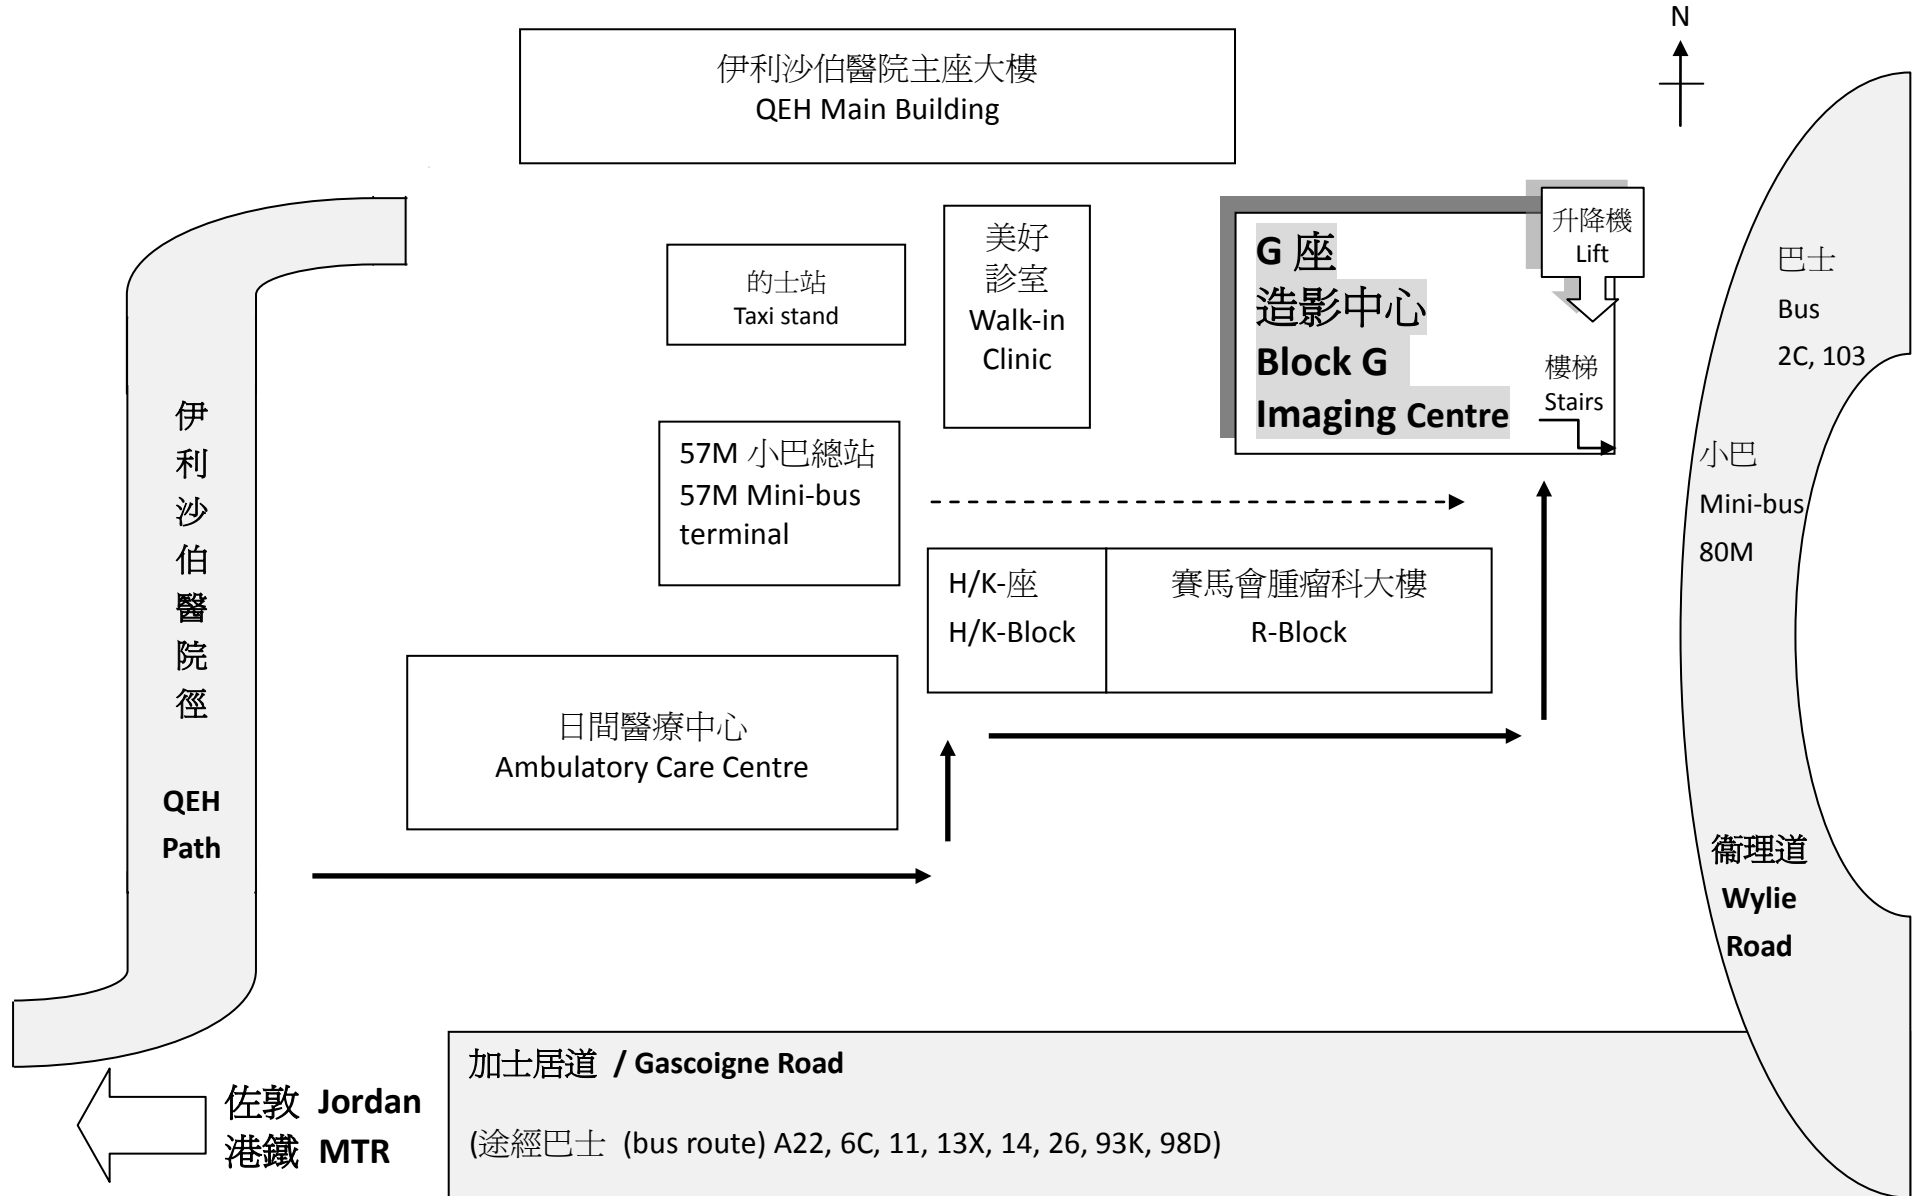 N
伊利沙伯醫院主座大樓
QEH Main Building
的士站
Taxi stand
美好
診室
Walk-in
Clinic
G 座
造影中心
Block G
Imaging Centre
升降機
Lift
樓梯
Stairs
巴士
Bus
2C, 103
小巴
Mini-bus
80M
伊
利
沙
伯
醫
院
徑
QEH
Path
57M 小巴總站
57M Mini-bus
terminal
H/K-座
H/K-Block
賽馬會腫瘤科大樓
R-Block
日間醫療中心
Ambulatory Care Centre
衞理道
Wylie
Road
加士居道 / Gascoigne Road
(途經巴士 (bus route) A22, 6C, 11, 13X, 14, 26, 93K, 98D)
佐敦 Jordan
港鐵 MTR